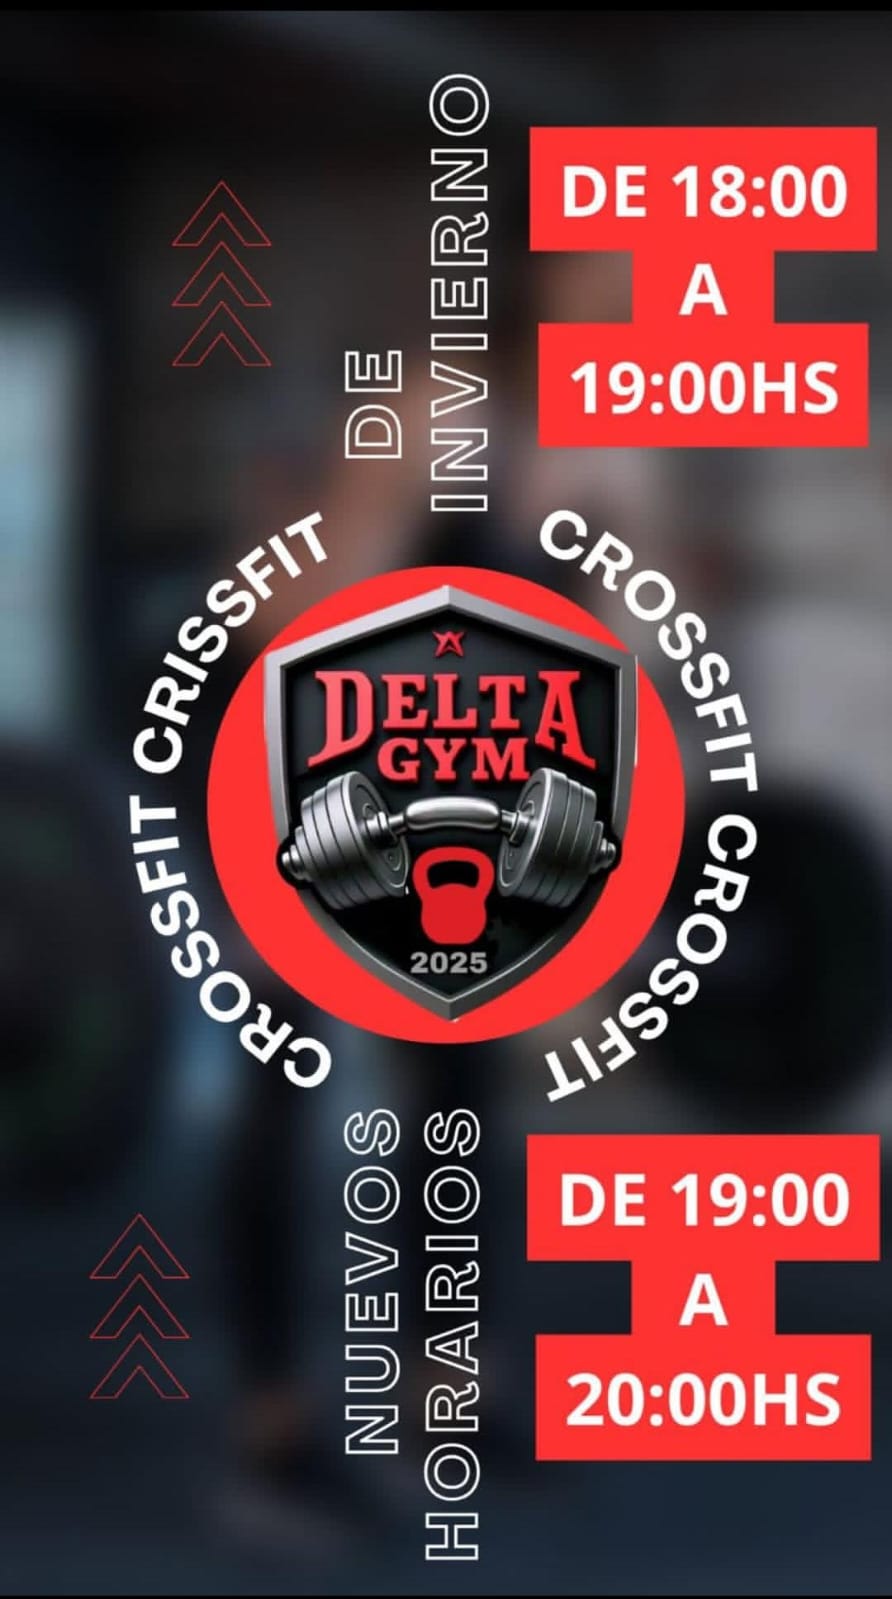 DE 18:00
A
19:00HS
NUEVOS
HORARIOS
DE
INVIERNO
CROSSFIT CRISSFIT
CROSSFIT CROSSFIT
DELTA
GYM
2025
DE 19:00
A
20:00HS